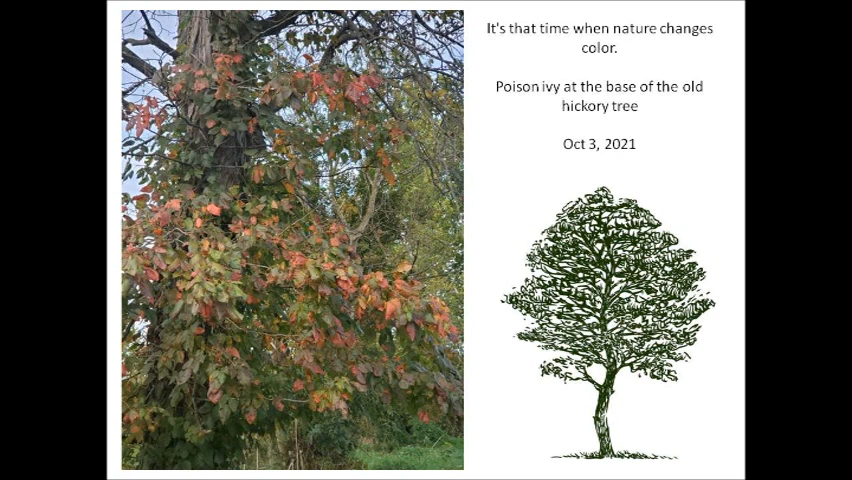 It's that time when nature changes
color.
Poison ivy at the base of the old
hickory tree
Oct 3, 2021